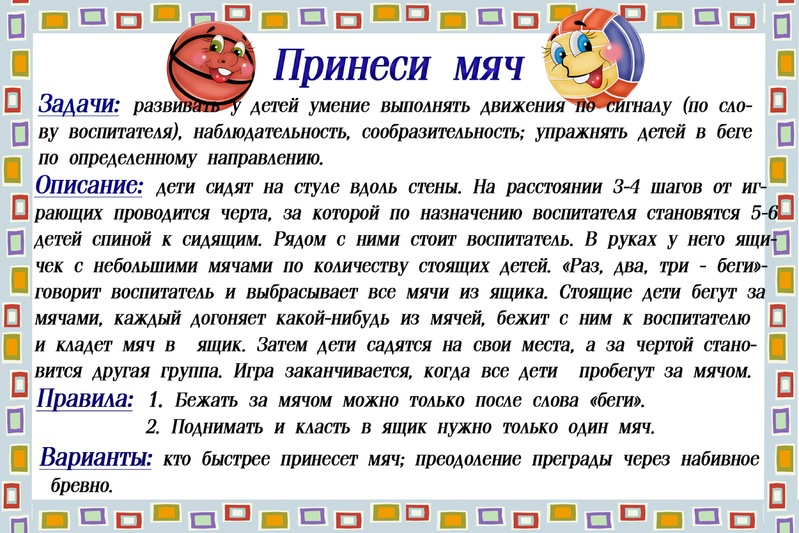 Принеси мяч
Задачи: развивать у детей умение выполнять движения по сигналу (по сло-
ву воспитателя), наблюдательность, сообразительность; упражнять детей в беге
по определенному направлению.
Описание: дети сидят на стуле вдоль стены. На расстоянии 3-4 шагов от иг-
рающих проводится черта, за которой по назначению воспитателя становятся 5-6
детей спиной к сидящим. Рядом с ними стоит воспитатель. В руках у него ящи-
чек с небольшими мячами по количеству стоящих детей. «Раз, два, три - беги»-
говорит воспитатель и выбрасывает все мячи из ящика. Стоящие дети бегут за
мячами, каждый догоняет какой-нибудь из мячей, бежит с ним к воспитателю
и кладет мяч в ящик. Затем дети садятся на свои места, а за чертой стано-
вится другая группа. Игра заканчивается, когда все дети пробегут за мячом.
Правила: 1. Бежать за мячом можно только после слова «беги».
2. Поднимать и класть в ящик нужно только один мяч.
Варианты: кто быстрее принесет мяч; преодоление преграды через набивное
бревно.